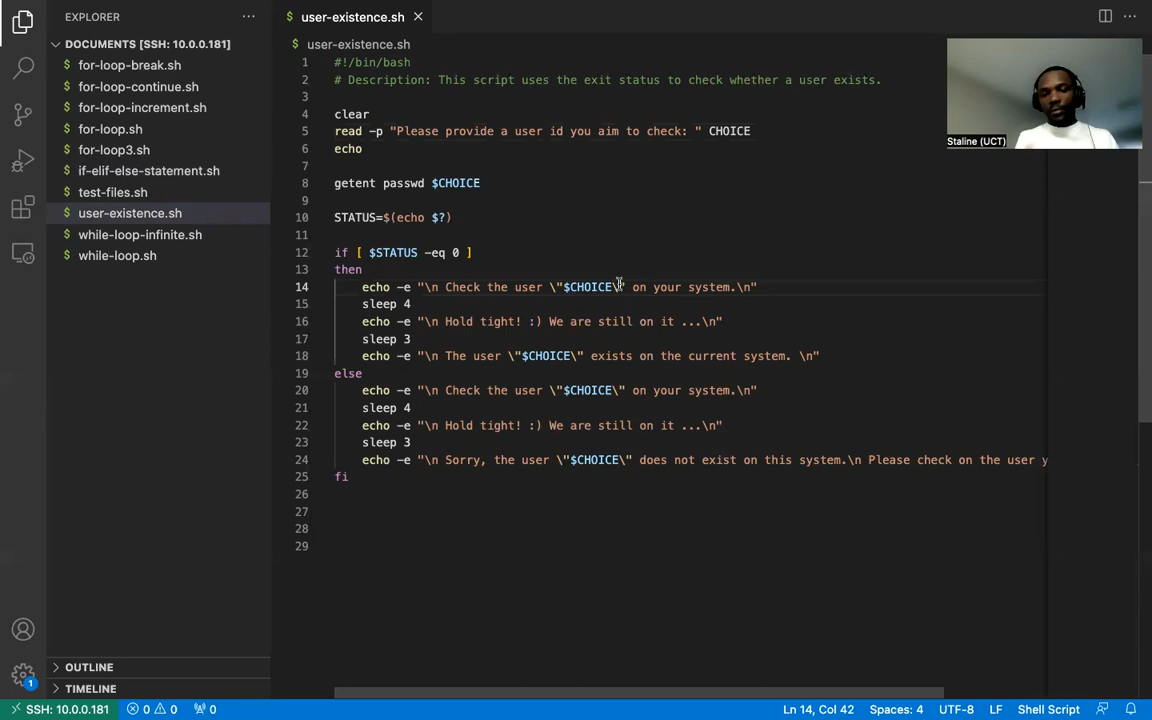 EXPLORER
DOCUMENTS [SSH: 10.0.0.181]
$ for-loop-break.sh
$ for-loop-continue.sh
$ for-loop-increment.sh
$ for-loop.sh
$ for-loop3.sh
$ if-elif-else-statement.sh
$ test-files.sh
$ user-existence.sh
$ while-loop-infinite.sh
$ while-loop.sh
OUTLINE
TIMELINE
$ user-existence.sh
$ user-existence.sh
1 #!/bin/bash
2 # Description: This script uses the exit status to check whether a user exists.
3
4 clear
5 read -p "Please provide a user id you aim to check: " CHOICE
6 echo
7
8 getent passwd $CHOICE
9
10 STATUS=$(echo $?)
11
12 if [ $STATUS -eq 0 ]
13 then
14 echo -e "\n Check the user \"$CHOICE\" on your system.\n"
15 sleep 4
16 echo -e "\n Hold tight! :) We are still on it ...\n"
17 sleep 3
18 echo -e "\n The user \"$CHOICE\" exists on the current system. \n"
19 else
20 echo -e "\n Check the user \"$CHOICE\" on your system.\n"
21 sleep 4
22 echo -e "\n Hold tight! :) We are still on it ...\n"
23 sleep 3
24 echo -e "\n Sorry, the user \"$CHOICE\" does not exist on this system.\n Please check on the user y
25 fi
26
27
28
29
Staline (UCT)
1
SSH: 10.0.0.181 0 0 0 Ln 14, Col 42 Spaces: 4 UTF-8 LF Shell Script